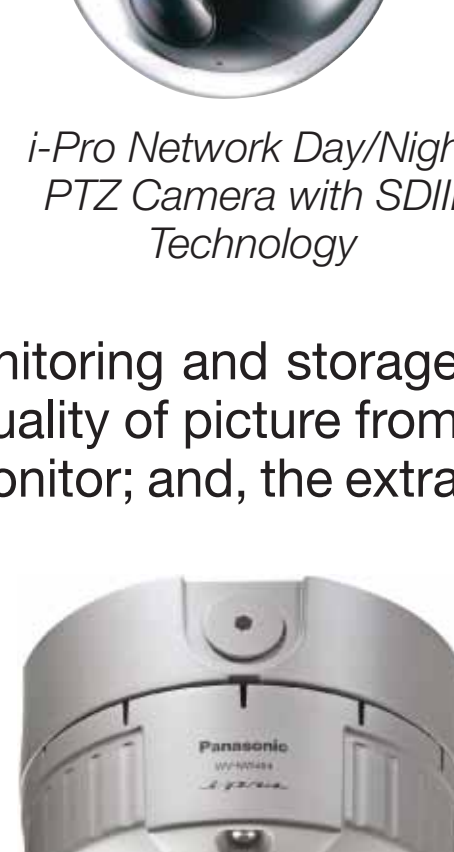 i-Pro Network Day/Nigh
PTZ Camera with SDIII
Technology
nitoring and storage
uality of picture from
onitor; and, the extra
Panasonic
i-pro